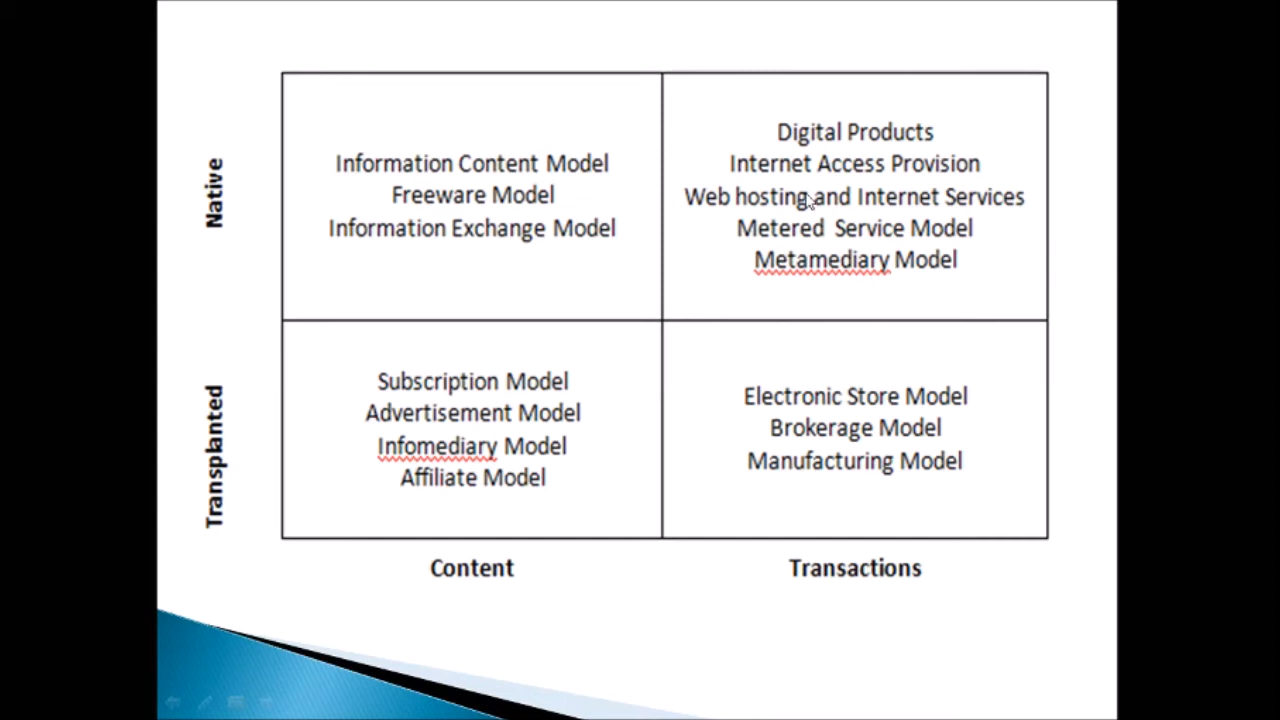 Native
Information Content Model
Freeware Model
Information Exchange Model
Digital Products
Internet Access Provision
Web hosting and Internet Services
Metered Service Model
Metamediary Model
Transplanted
Subscription Model
Advertisement Model
Infomediary Model
Affiliate Model
Electronic Store Model
Brokerage Model
Manufacturing Model
Content
Transactions